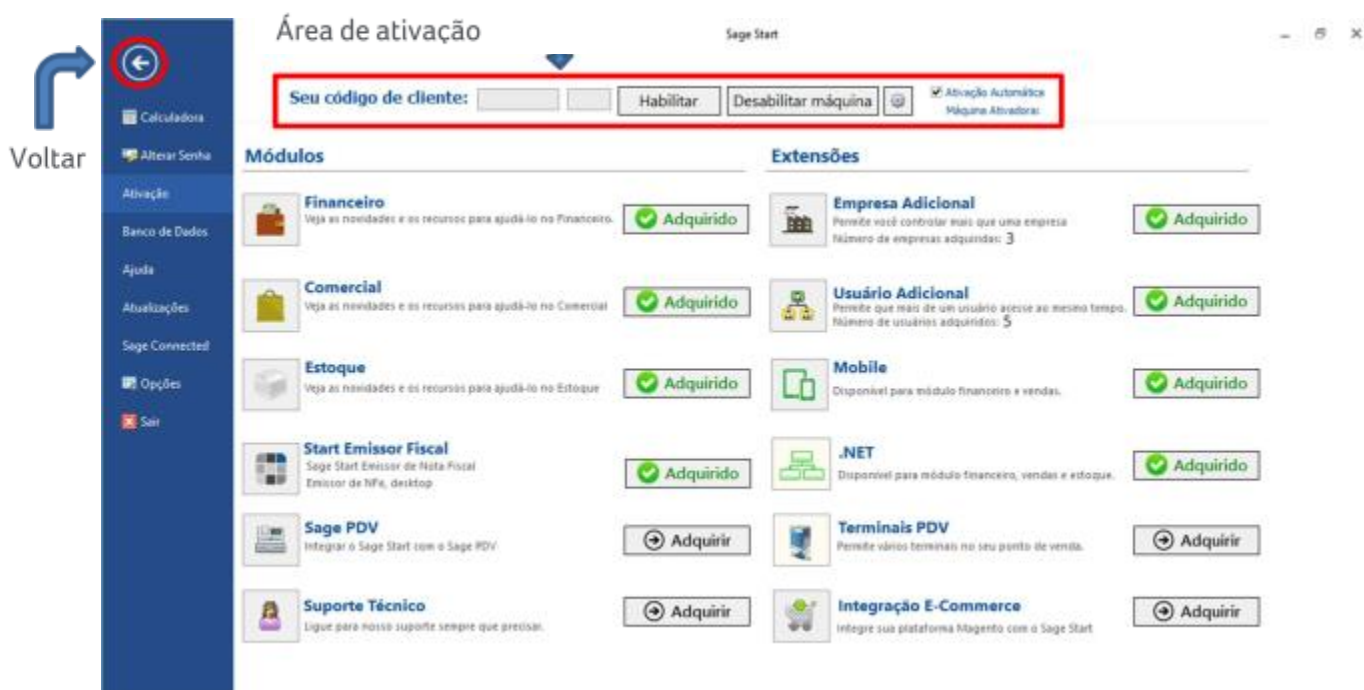 Área de ativação
Sage Start
Seu código de cliente:
Habilitar
Desabilitar máquina
Ativação Automática
Máquina Ativadora:
Voltar
Calculadora
Alterar Senha
Ativação
Banco de Dados
Ajuda
Atualizações
Sage Connected
Opções
Sair
Módulos
Financeiro
Veja as novidades e os recursos para ajudá-lo no Financeiro.
Adquirido
Comercial
Veja as novidades e os recursos para ajudá-lo no Comercial
Adquirido
Estoque
Veja as novidades e os recursos para ajudá-lo no Estoque
Adquirido
Start Emissor Fiscal
Sage Start Emissor de Nota Fiscal
Emissor de NFe, desktop
Adquirido
Sage PDV
Integrar o Sage Start com o Sage PDV
Adquirir
Suporte Técnico
Ligue para nosso suporte sempre que precisar.
Adquirir
Extensões
Empresa Adicional
Permite você controlar mais que uma empresa
Número de empresas adquiridas: 3
Adquirido
Usuário Adicional
Permite que mais de um usuário acesse ao mesmo tempo.
Número de usuários adquiridos: 5
Adquirido
Mobile
Disponível para módulo financeiro e vendas.
Adquirido
.NET
Disponível para módulo financeiro, vendas e estoque.
Adquirido
Terminais PDV
Permite vários terminais no seu ponto de venda.
Adquirir
Integração E-Commerce
Integre sua plataforma Magento com o Sage Start
Adquirir